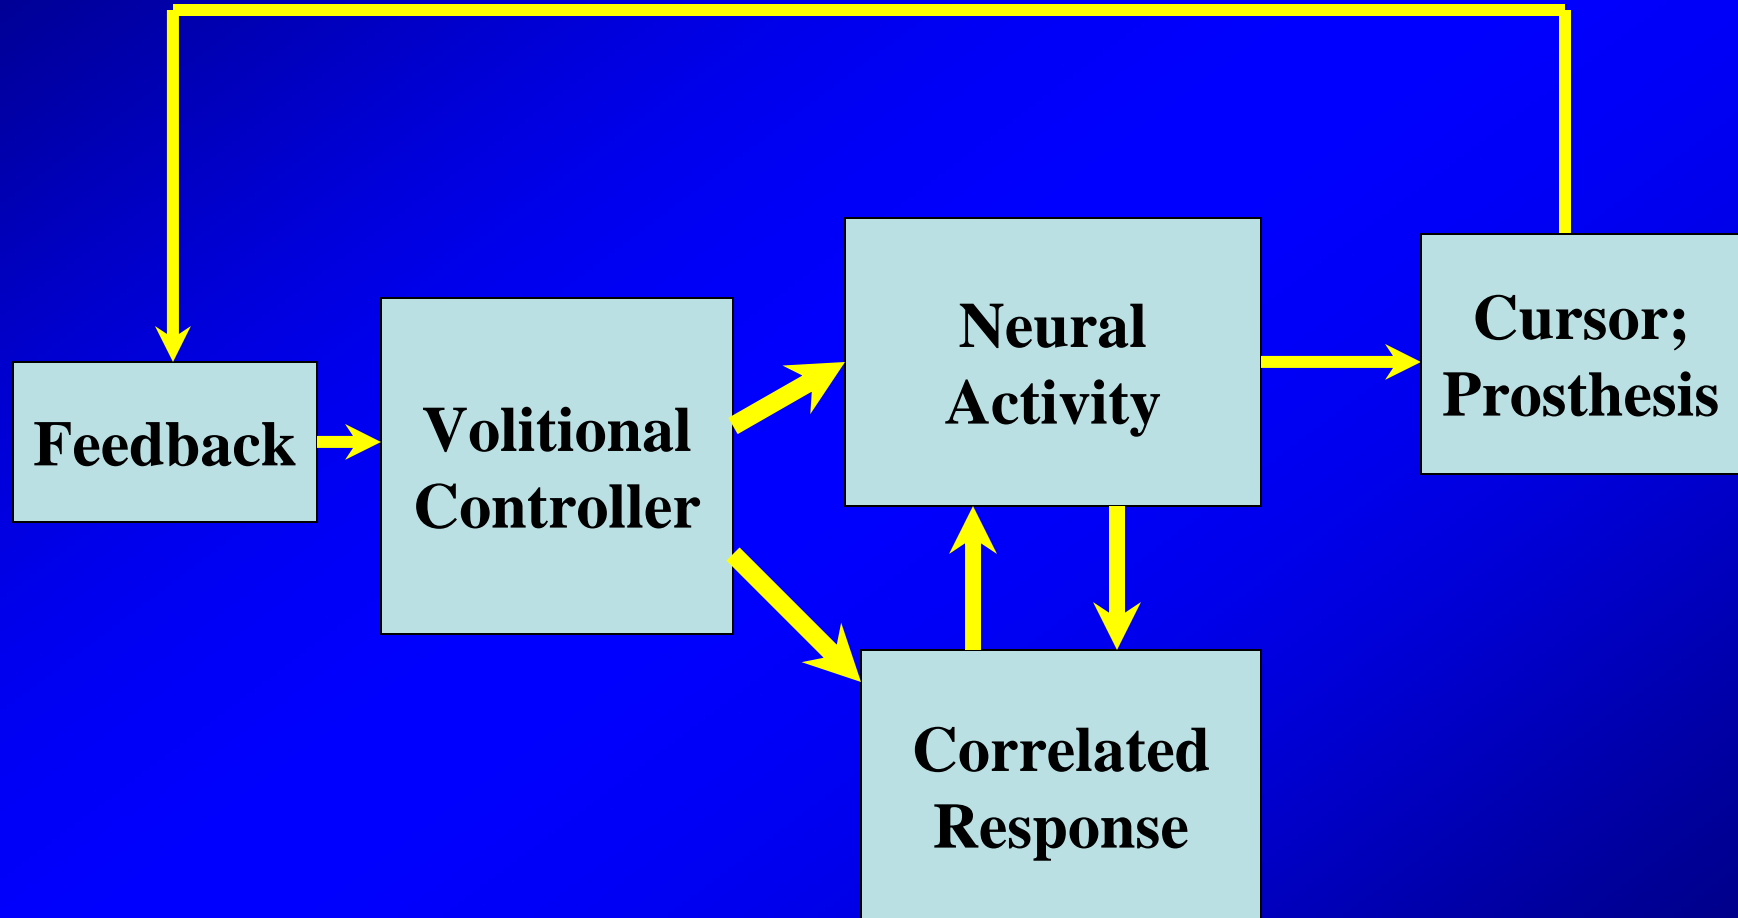 Feedback
Volitional
Controller
Neural
Activity
Cursor;
Prosthesis
Correlated
Response